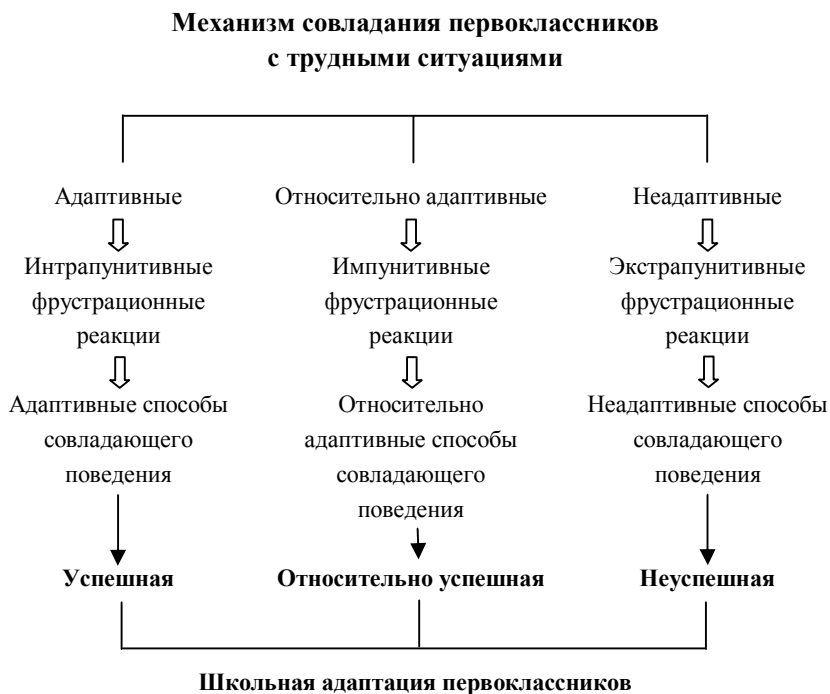 Механизм совладания первоклассников
с трудными ситуациями
Адаптивные
Относительно адаптивные
Неадаптивные
Интрапунитивные
фрустрационные
реакции
Импунитивные
фрустрационные
реакции
Экстрапунитивные
фрустрационные
реакции
Адаптивные способы
совладающего
поведения
Относительно
адаптивные способы
совладающего
поведения
Неадаптивные способы
совладающего
поведения
Успешная
Относительно успешная
Неуспешная
Школьная адаптация первоклассников